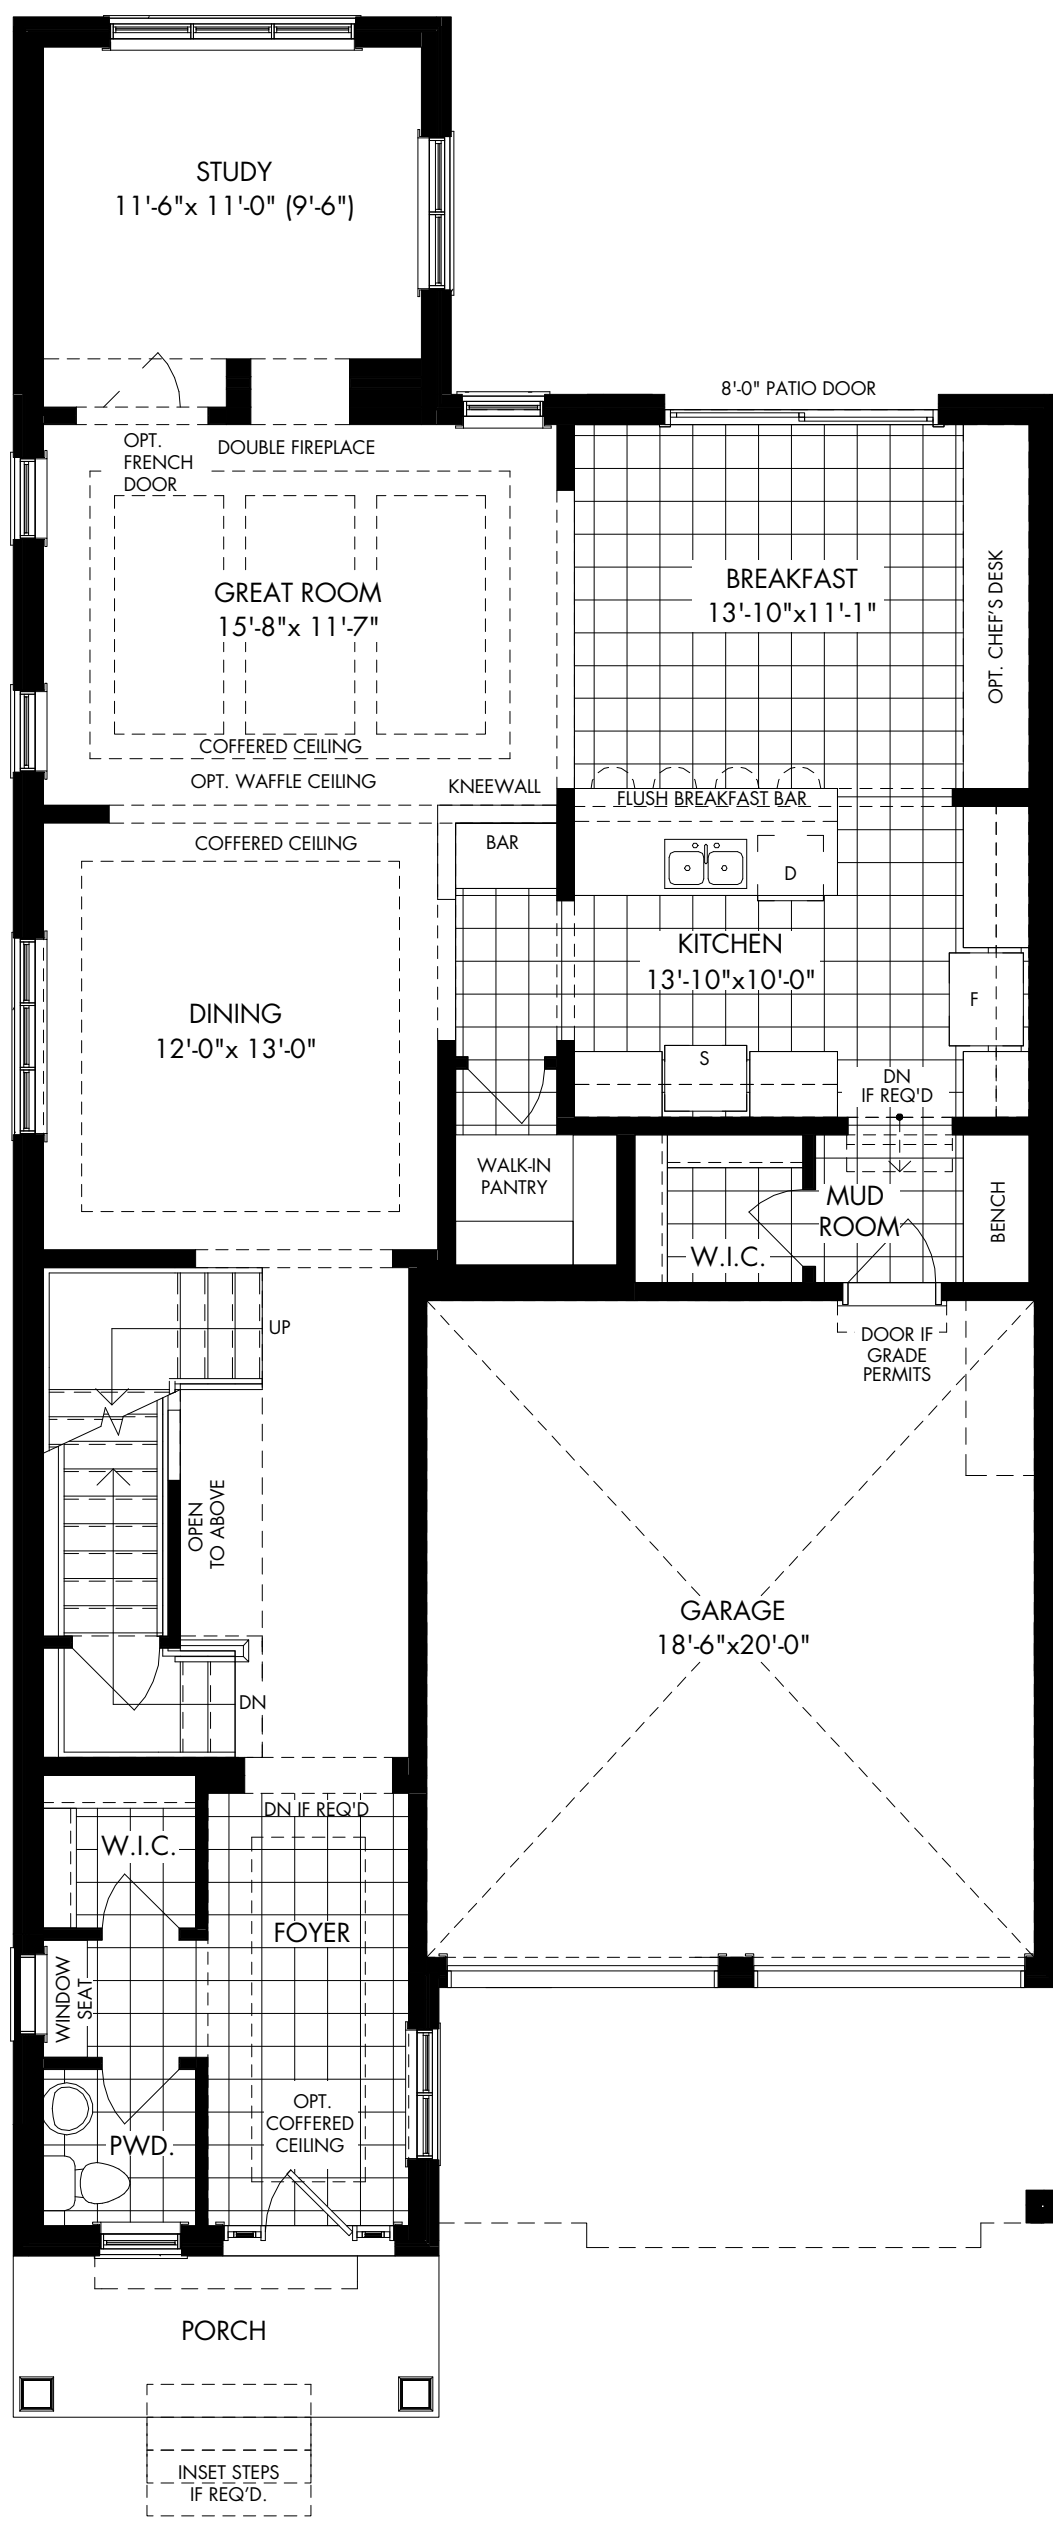 STUDY
11'-6"x 11'-0" (9'-6")
8'-0" PATIO DOOR
OPT.
FRENCH
DOOR
DOUBLE FIREPLACE
GREAT ROOM
15'-8"x 11'-7"
BREAKFAST
13'-10"x11'-1"
OPT. CHEF'S DESK
COFFERED CEILING
OPT. WAFFLE CEILING
KNEEWALL
FLUSH BREAKFAST BAR
COFFERED CEILING
BAR
D
KITCHEN
13'-10"x10'-0"
F
DINING
12'-0"x 13'-0"
S
DN
IF REQ'D
WALK-IN
PANTRY
MUD
ROOM
BENCH
W.I.C.
UP
DOOR IF
GRADE
PERMITS
OPEN
TO ABOVE
GARAGE
18'-6"x20'-0"
DN
DN IF REQ'D
W.I.C.
FOYER
WINDOW
SEAT
OPT.
COFFERED
CEILING
PWD.
PORCH
INSET STEPS
IF REQ'D.